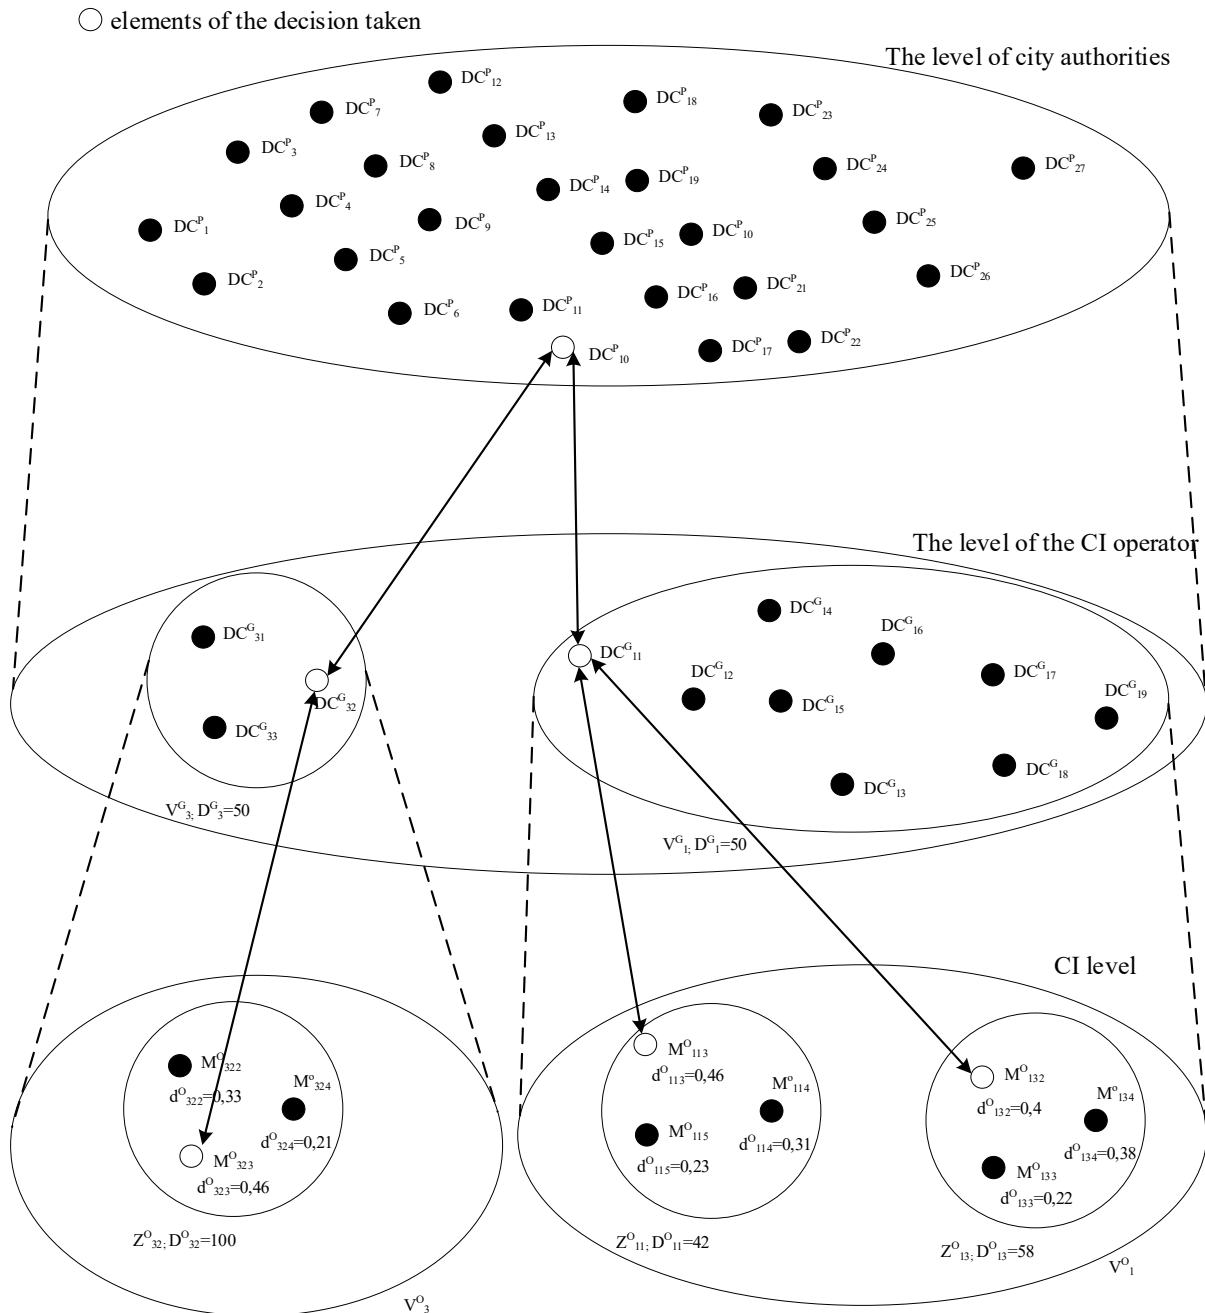 elements of the decision taken
The level of city authorities
DC^P_12
DC^P_18
DC^P_7
DC^P_23
DC^P_13
DC^P_3
DC^P_8
DC^P_24
DC^P_27
DC^P_14
DC^P_19
DC^P_4
DC^P_9
DC^P_25
DC^P_1
DC^P_15
DC^P_10
DC^P_5
DC^P_26
DC^P_2
DC^P_16
DC^P_21
DC^P_6
DC^P_11
DC^P_10
DC^P_17
DC^P_22
The level of the CI operator
DC^G_14
DC^G_31
DC^G_11
DC^G_16
DC^G_12
DC^G_17
DC^G_32
DC^G_15
DC^G_19
DC^G_33
DC^G_18
DC^G_13
V^G_3; D^G_3=50
V^G_1; D^G_1=50
CI level
M^O_322
d^O_322=0,33
M^o_324
d^O_324=0,21
M^O_323
d^O_323=0,46
Z^O_32; D^O_32=100
V^O_3
M^O_113
d^O_113=0,46
M^o_114
d^O_114=0,31
M^O_115
d^O_115=0,23
Z^O_11; D^O_11=42
M^O_132
d^O_132=0,4
M^o_134
d^O_134=0,38
M^O_133
d^O_133=0,22
Z^O_13; D^O_13=58
V^O_1